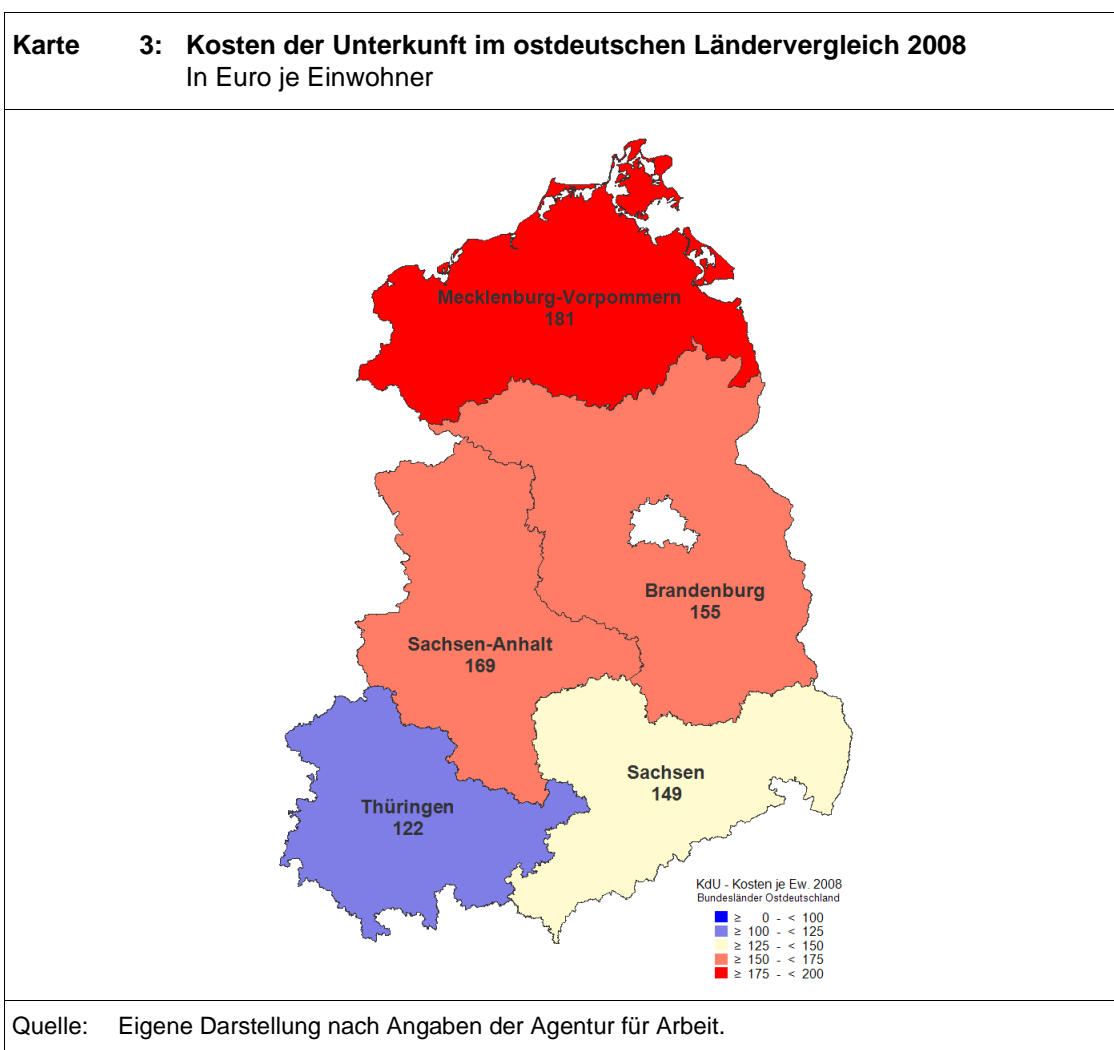 Karte 3: Kosten der Unterkunft im ostdeutschen Ländervergleich 2008
In Euro je Einwohner
Mecklenburg-Vorpommern
181
Brandenburg
155
Sachsen-Anhalt
169
Sachsen
149
Thüringen
122
KdU - Kosten je Ew. 2008
Bundesländer Ostdeutschland
≥ 0 - < 100
≥ 100 - < 125
≥ 125 - < 150
≥ 150 - < 175
≥ 175 - < 200
Quelle: Eigene Darstellung nach Angaben der Agentur für Arbeit.